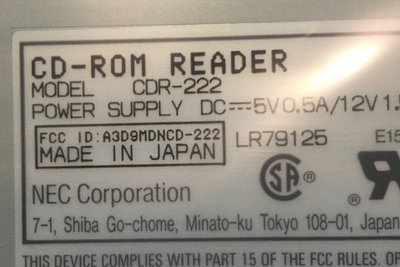 CD-ROM READER
MODEL CDR-222
POWER SUPPLY DC⎓5V0.5A/12V1.
FCC ID:A3D9MDNCD-222
MADE IN JAPAN
LR79125
E15
SA
®
NEC Corporation
7-1, Shiba Go-chome, Minato-ku Tokyo 108-01, Japan
THIS DEVICE COMPLIES WITH PART 15 OF THE FCC RULES. OP